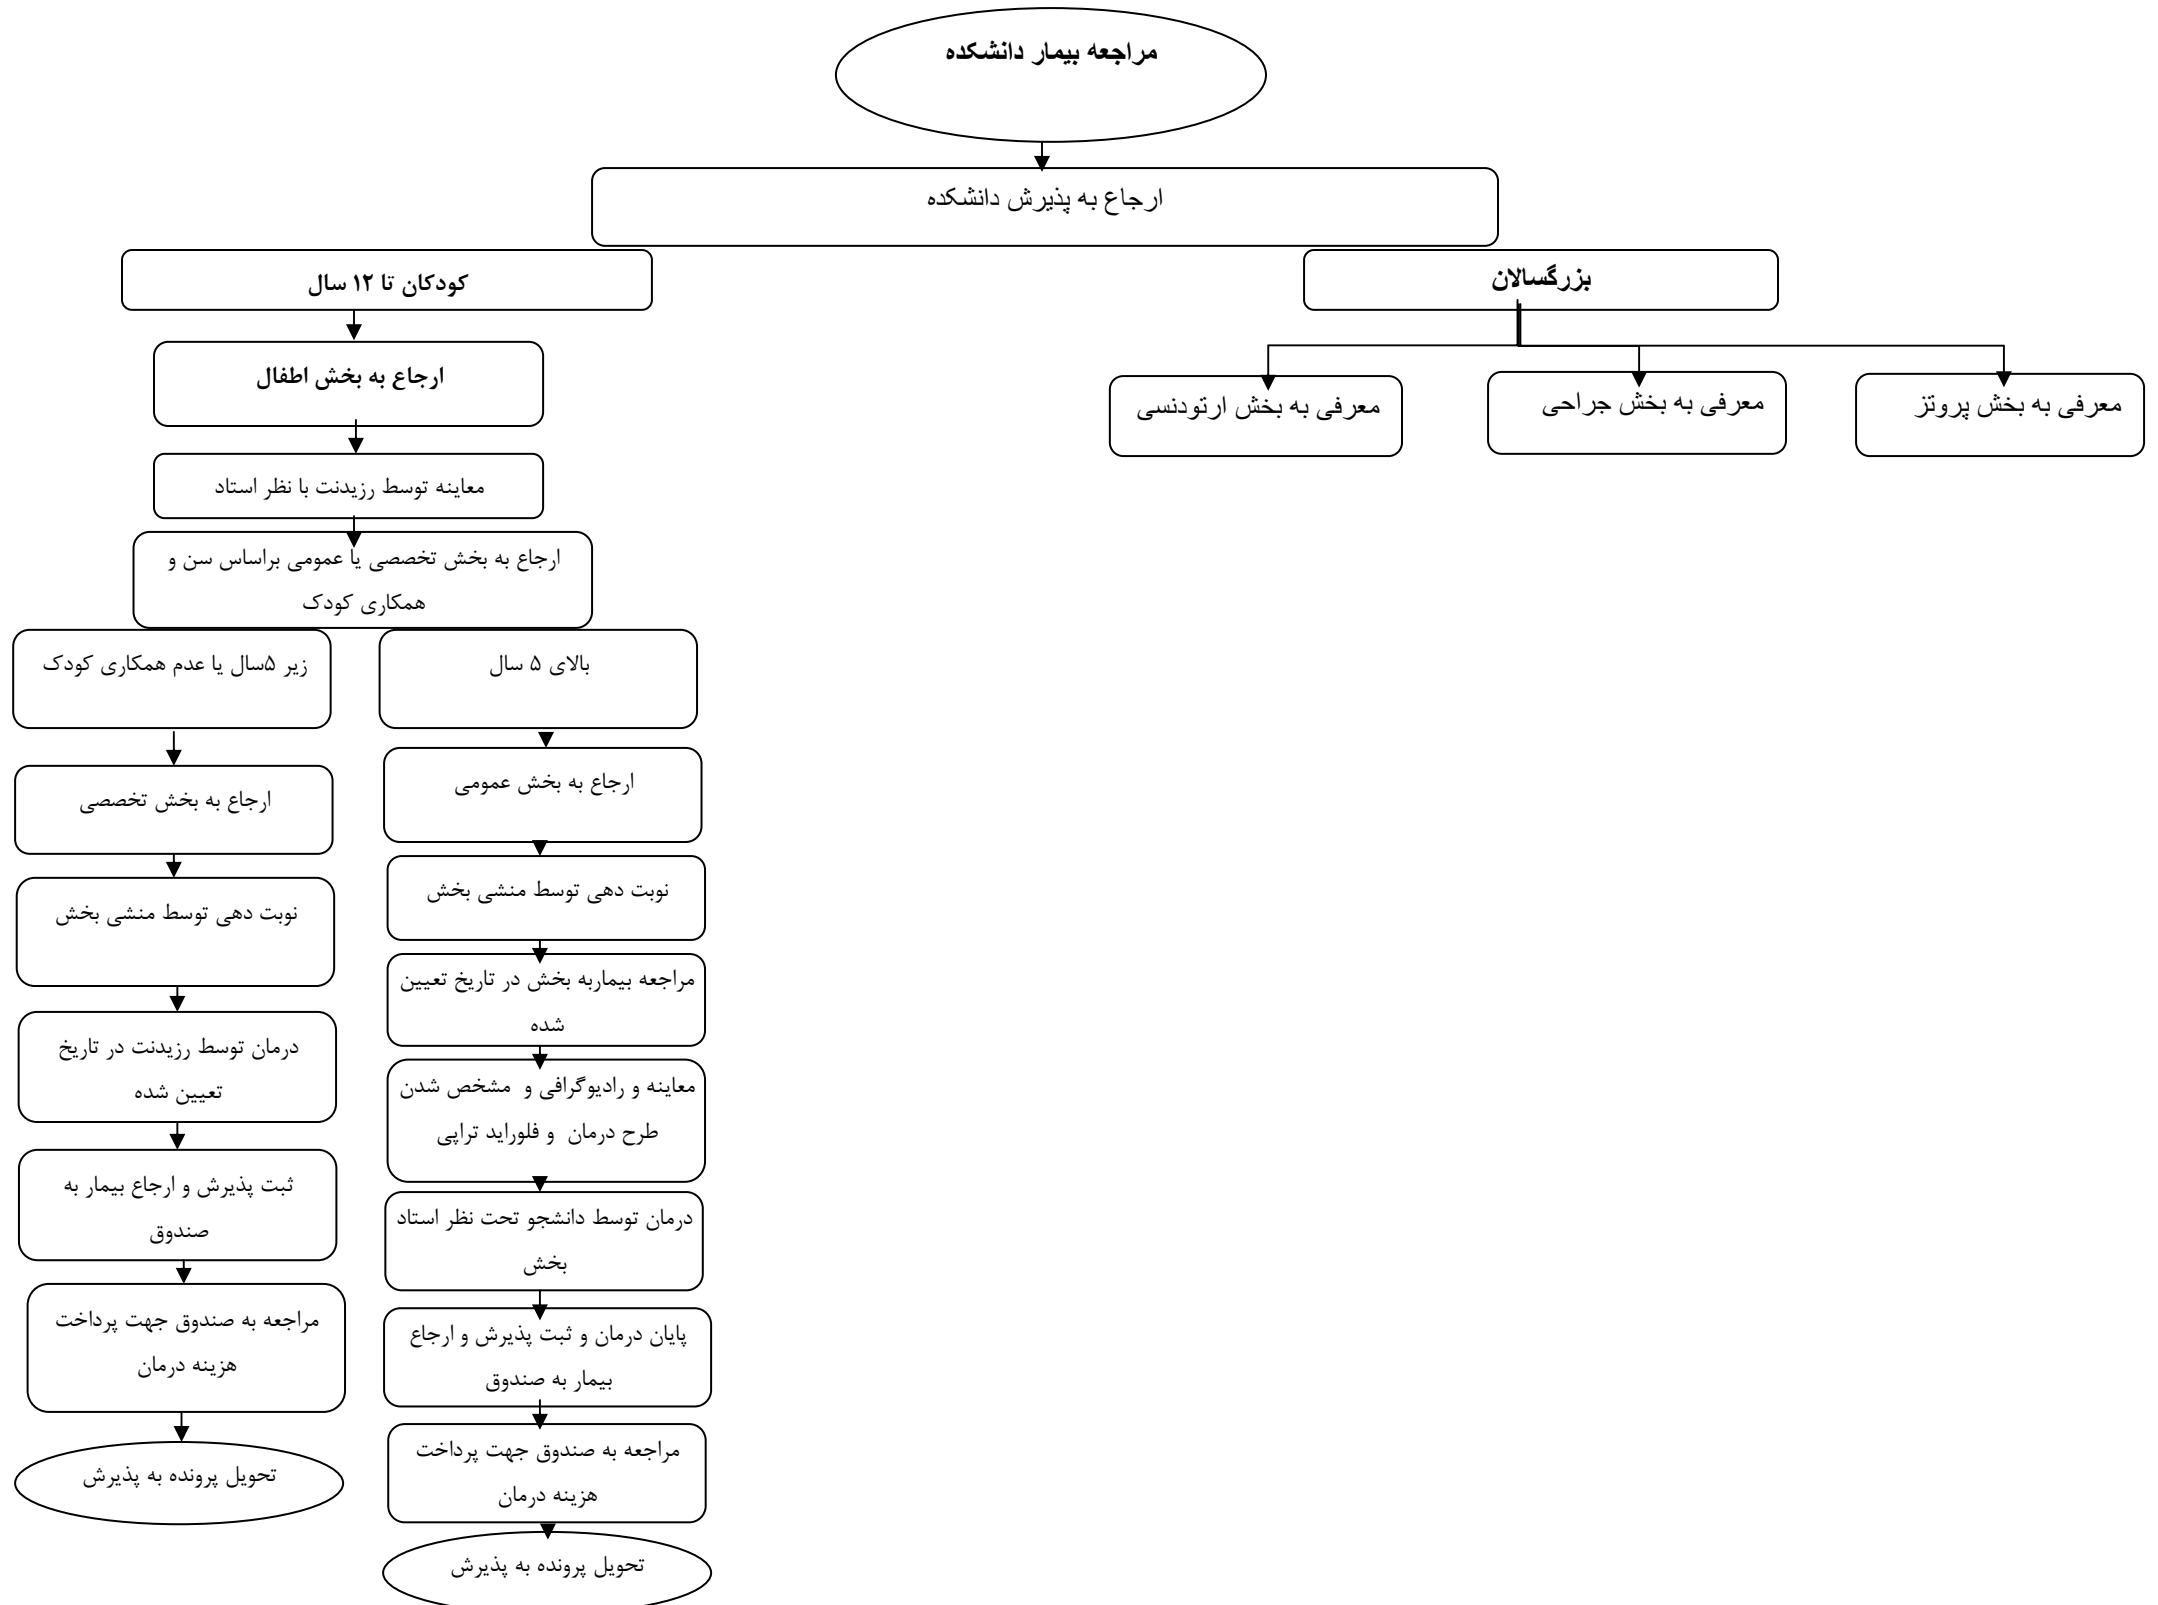 مراجعه بیمار دانشکده
ارجاع به پذیرش دانشکده
بزرگسالان
معرفی به بخش پروتز
معرفی به بخش جراحی
معرفی به بخش ارتودنسی
کودکان تا ۱۲ سال
ارجاع به بخش اطفال
معاینه توسط رزیدنت با نظر استاد
ارجاع به بخش تخصصی یا عمومی براساس سن و
همکاری کودک
بالای ۵ سال
ارجاع به بخش عمومی
نوبت دهی توسط منشی بخش
مراجعه بیماربه بخش در تاریخ تعیین
شده
معاینه و رادیوگرافی و  مشخص شدن
طرح درمان  و فلوراید تراپی
درمان توسط دانشجو تحت نظر استاد
بخش
پایان درمان و ثبت پذیرش و ارجاع
بیمار به صندوق
مراجعه به صندوق جهت پرداخت
هزینه درمان
تحویل پرونده به پذیرش
زیر ۵سال یا عدم همکاری کودک
ارجاع به بخش تخصصی
نوبت دهی توسط منشی بخش
درمان توسط رزیدنت در تاریخ
تعیین شده
ثبت پذیرش و ارجاع بیمار به
صندوق
مراجعه به صندوق جهت پرداخت
هزینه درمان
تحویل پرونده به پذیرش